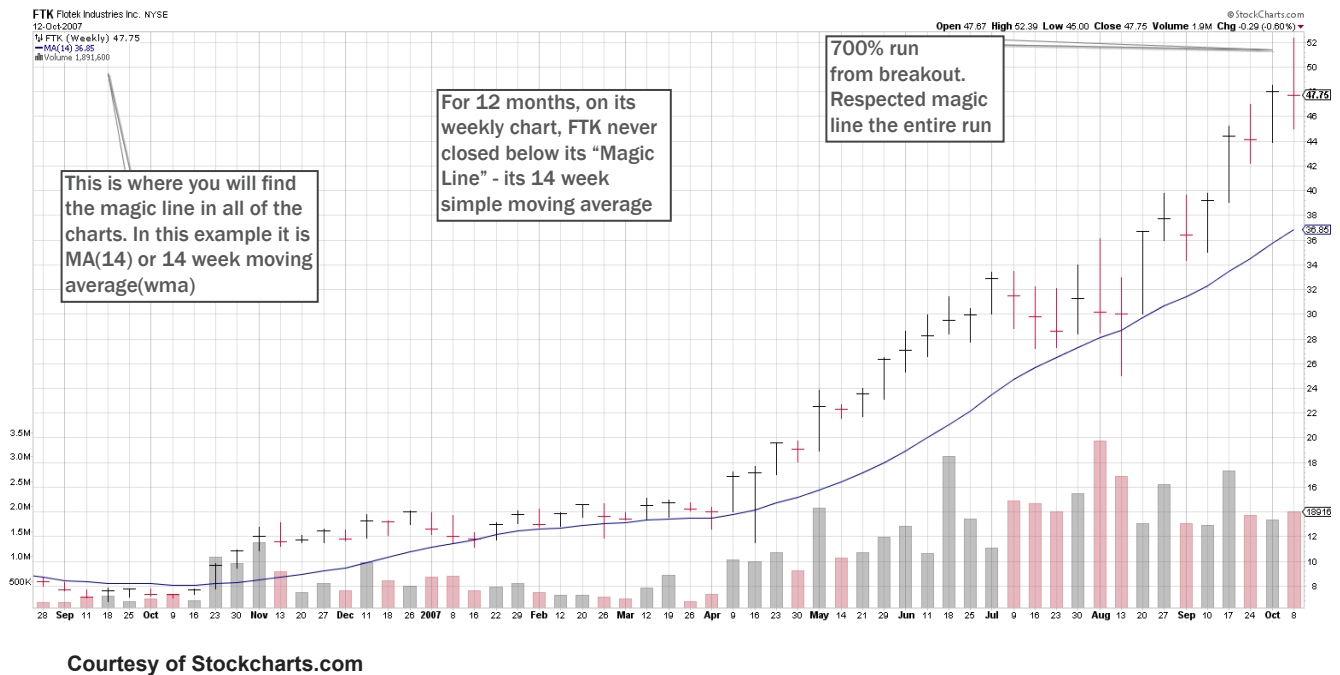 FTK Flotek Industries Inc. NYSE
© StockCharts.com
12-Oct-2007
Open 47.67 High 52.39 Low 45.00 Close 47.75 Volume 1.9M Chg -0.29 (-0.60%)
FTK (Weekly) 47.75
MA(14) 36.85
Volume 1,891,600
This is where you will find
the magic line in all of the
charts. In this example it is
MA(14) or 14 week moving
average(wma)
For 12 months, on its
weekly chart, FTK never
closed below its “Magic
Line” - its 14 week
simple moving average
700% run
from breakout.
Respected magic
line the entire run
52
50
47.75
46
44
42
40
38
36.85
36
34
32
30
28
26
24
22
20
18
16
18916
12
10
8
3.5M
3.0M
2.5M
2.0M
1.5M
1.0M
500K
28 Sep 11 18 25 Oct 9 16 23 30 Nov 13 20 27 Dec 11 18 26 2007 8 16 22 29 Feb 12 20 26 Mar 12 19 26 Apr 9 16 23 30 May 14 21 29 Jun 11 18 25 Jul 9 16 23 30 Aug 13 20 27 Sep 10 17 24 Oct 8
Courtesy of Stockcharts.com